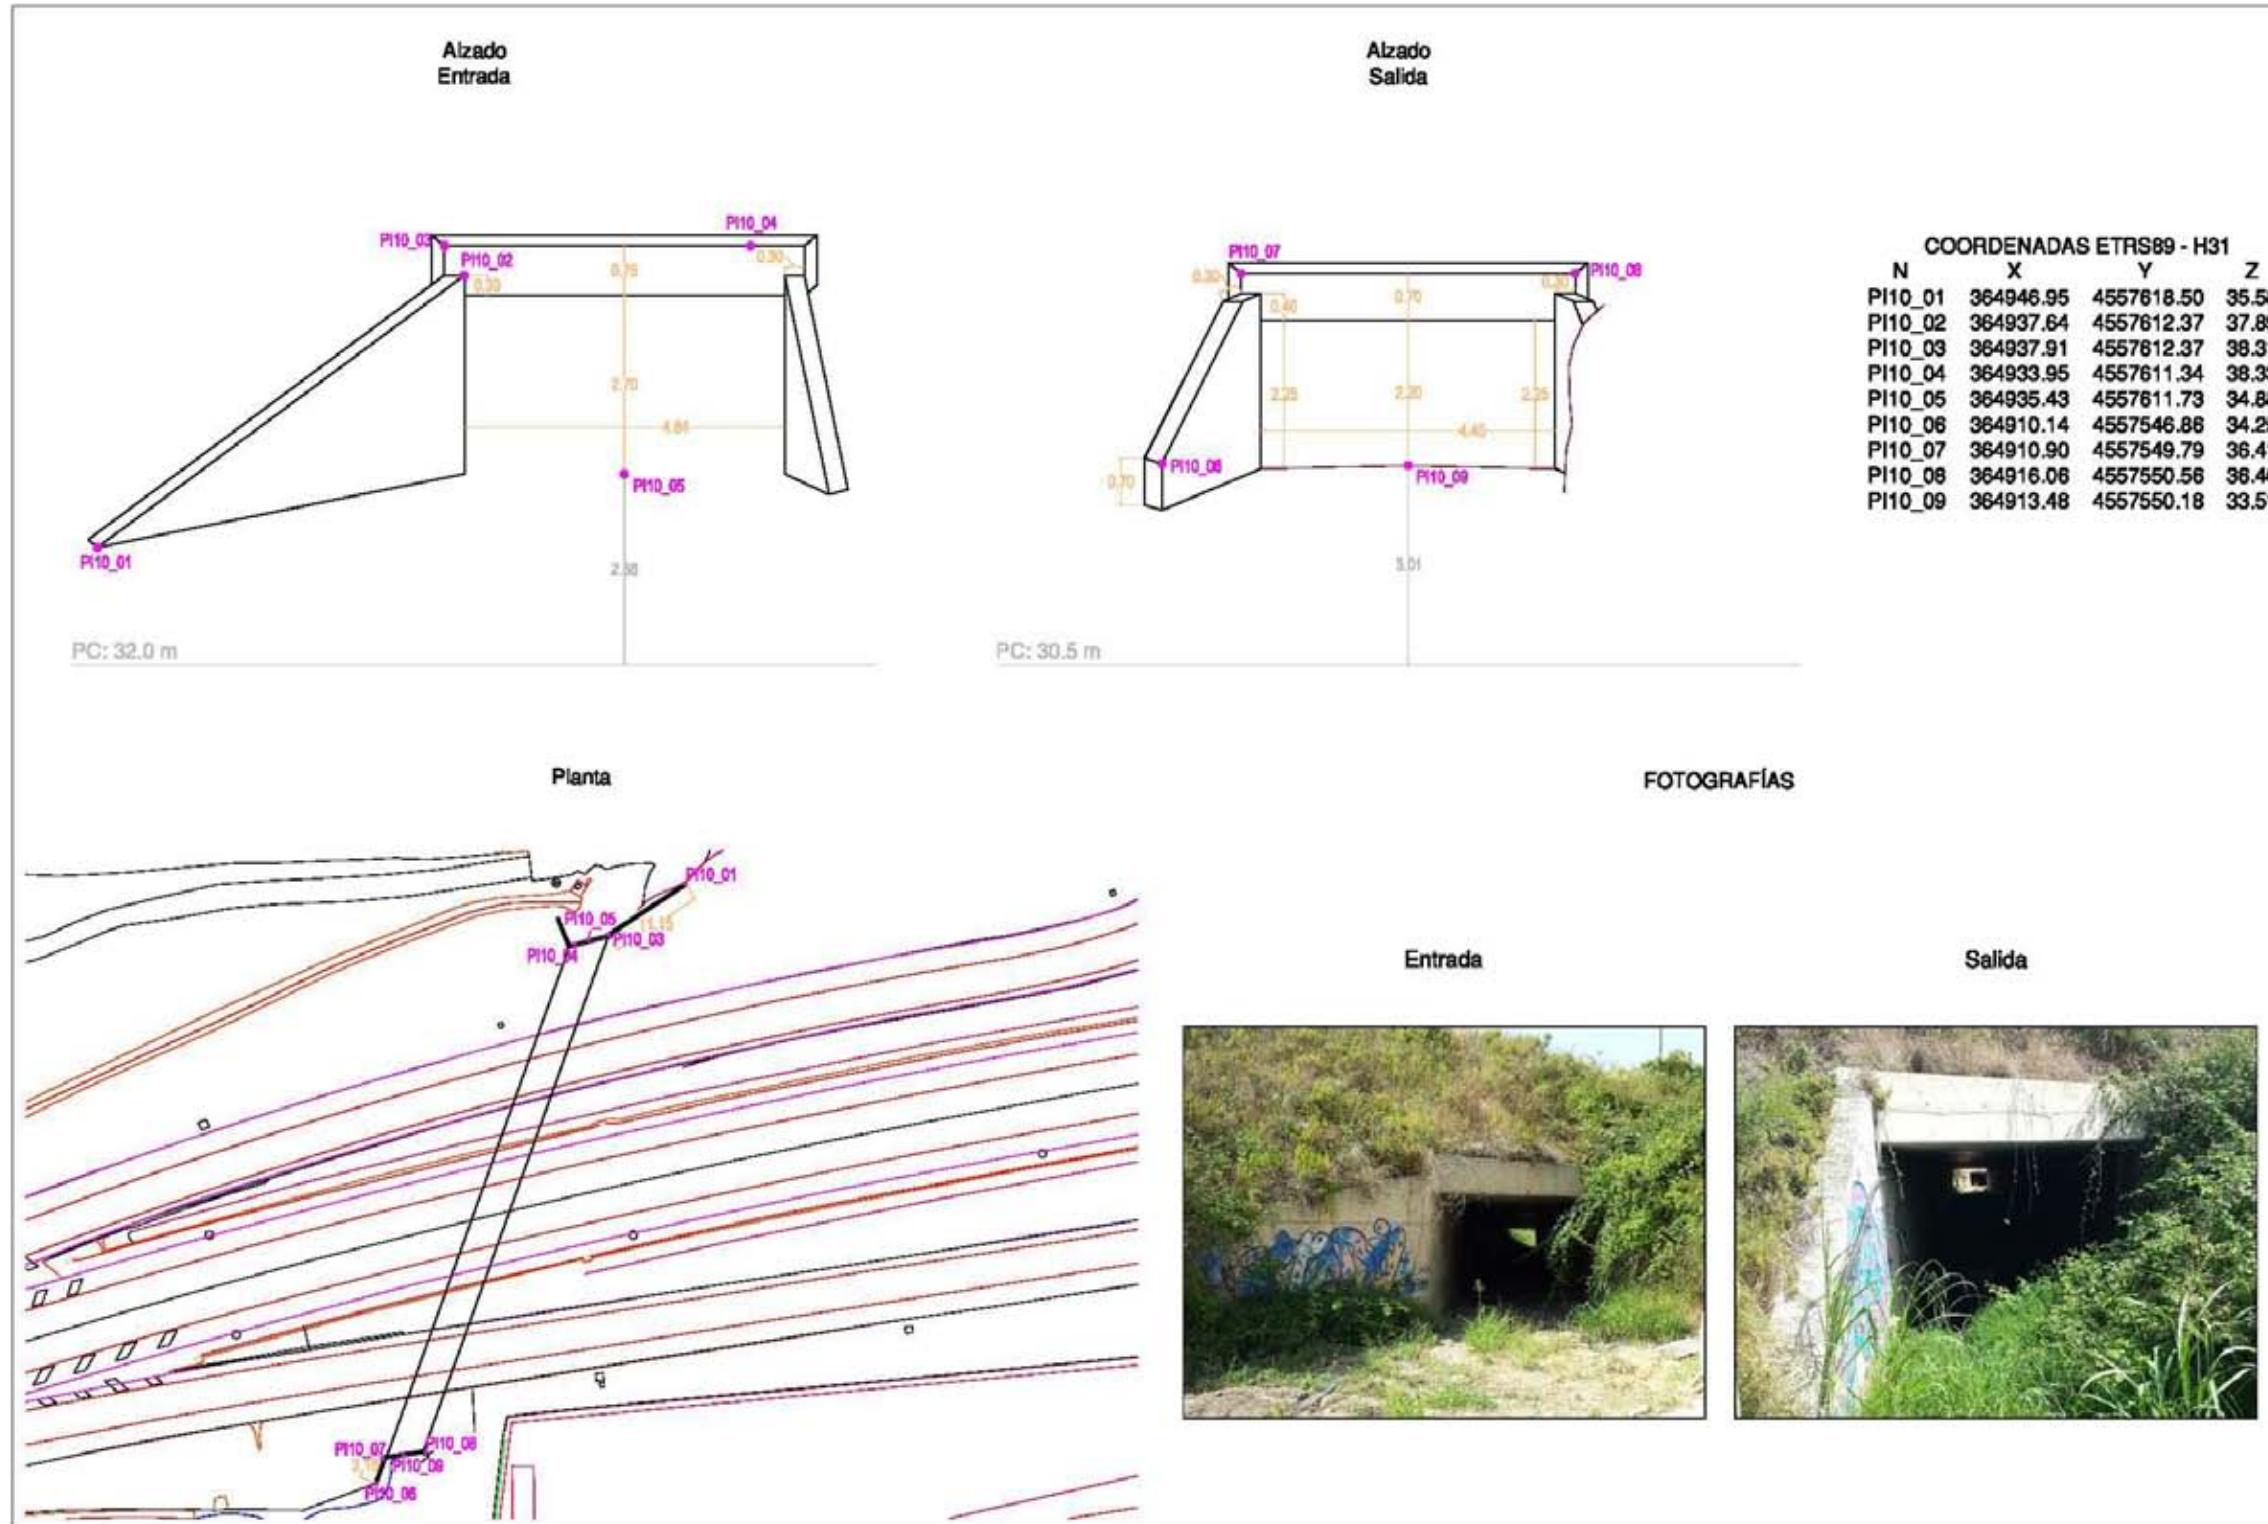 Alzado
Entrada
Alzado
Salida
PI10_03
PI10_04
PI10_02
0.30
0.75
0.30
2.70
4.84
PI10_05
PI10_01
PC: 32.0 m
PI10_07
PI10_08
0.30
0.30
0.40
0.70
2.25
2.20
2.25
4.45
PI10_06
0.70
PI10_09
3.01
PC: 30.5 m
COORDENADAS ETRS89 - H31
N X Y Z
PI10_01 364946.95 4557618.50
PI10_02 364937.64 4557612.37
PI10_03 364937.91 4557612.37
PI10_04 364933.95 4557611.34
PI10_05 364935.43 4557611.73
PI10_06 364910.14 4557546.86
PI10_07 364910.90 4557549.79
PI10_08 364916.06 4557550.56
PI10_09 364913.48 4557550.18
Planta
PI10_01
PI10_05
PI10_03
PI10_04
PI10_07
PI10_08
PI10_09
PI10_06
FOTOGRAFÍAS
Entrada
Salida